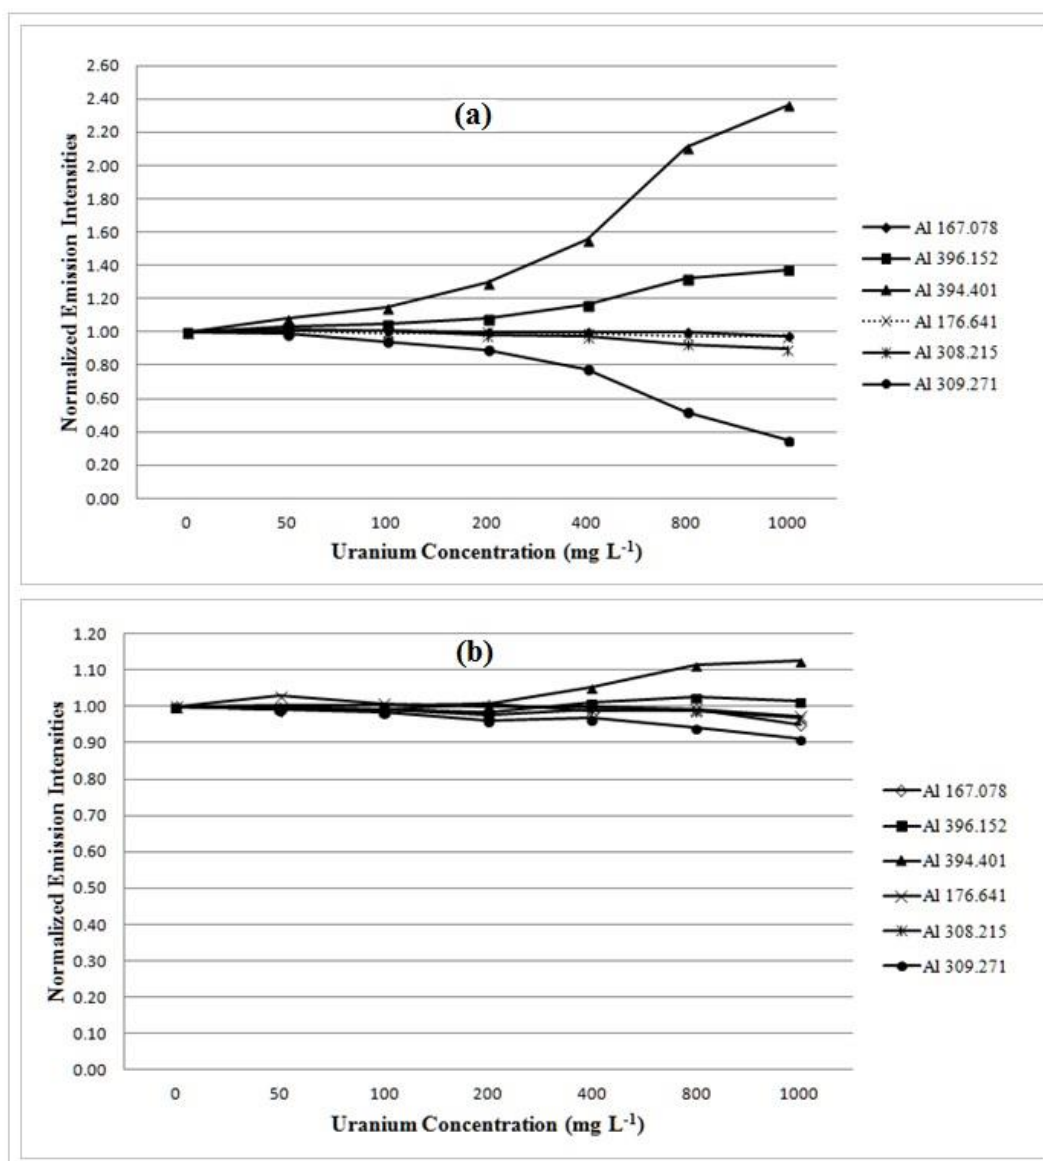 (a)
Normalized Emission Intensities
2.60
2.40
2.20
2.00
1.80
1.60
1.40
1.20
1.00
0.80
0.60
0.40
0.20
0.00
0 50 100 200 400 800 1000
Uranium Concentration (mg L⁻¹)
Al 167.078
Al 396.152
Al 394.401
Al 176.641
Al 308.215
Al 309.271
(b)
Normalized Emission Intensities
1.20
1.10
1.00
0.90
0.80
0.70
0.60
0.50
0.40
0.30
0.20
0.10
0.00
0 50 100 200 400 800 1000
Uranium Concentration (mg L⁻¹)
Al 167.078
Al 396.152
Al 394.401
Al 176.641
Al 308.215
Al 309.271